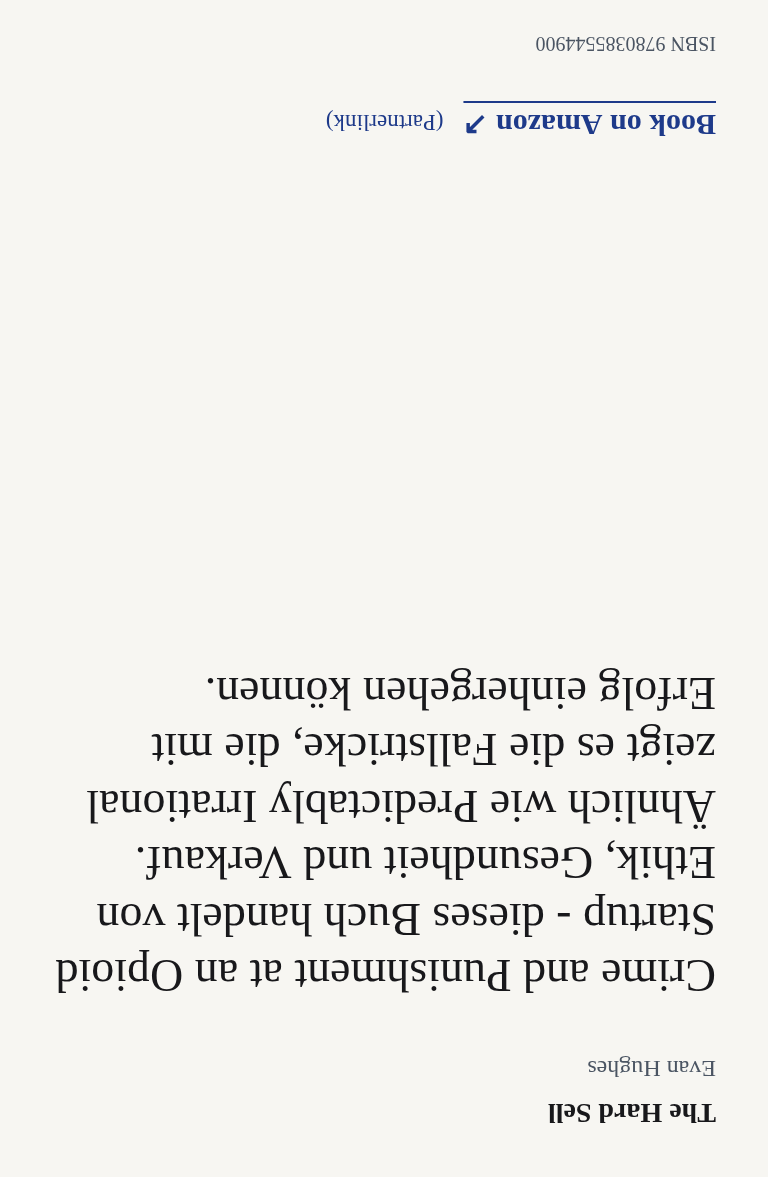 The Hard Sell
Evan Hughes
Crime and Punishment at an Opioid
Startup - dieses Buch handelt von
Ethik, Gesundheit und Verkauf.
Ähnlich wie Predictably Irrational
zeigt es die Fallstricke, die mit
Erfolg einhergehen können.
Book on Amazon ↗ (Partnerlink)
ISBN 9780385544900